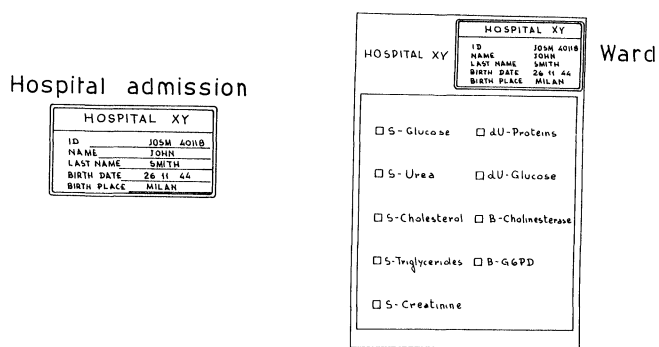 Hospital admission
HOSPITAL XY
ID JOSM 4011B
NAME JOHN
LAST NAME SMITH
BIRTH DATE 26 11 44
BIRTH PLACE MILAN
Ward
HOSPITAL XY
HOSPITAL XY
ID JOSM 4011B
NAME JOHN
LAST NAME SMITH
BIRTH DATE 26 11 44
BIRTH PLACE MILAN
S-Glucose dU-Proteins
S-Urea dU-Glucose
S-Cholesterol B-Cholinesterase
S-Triglycerides B-G6PD
S-Creatinine